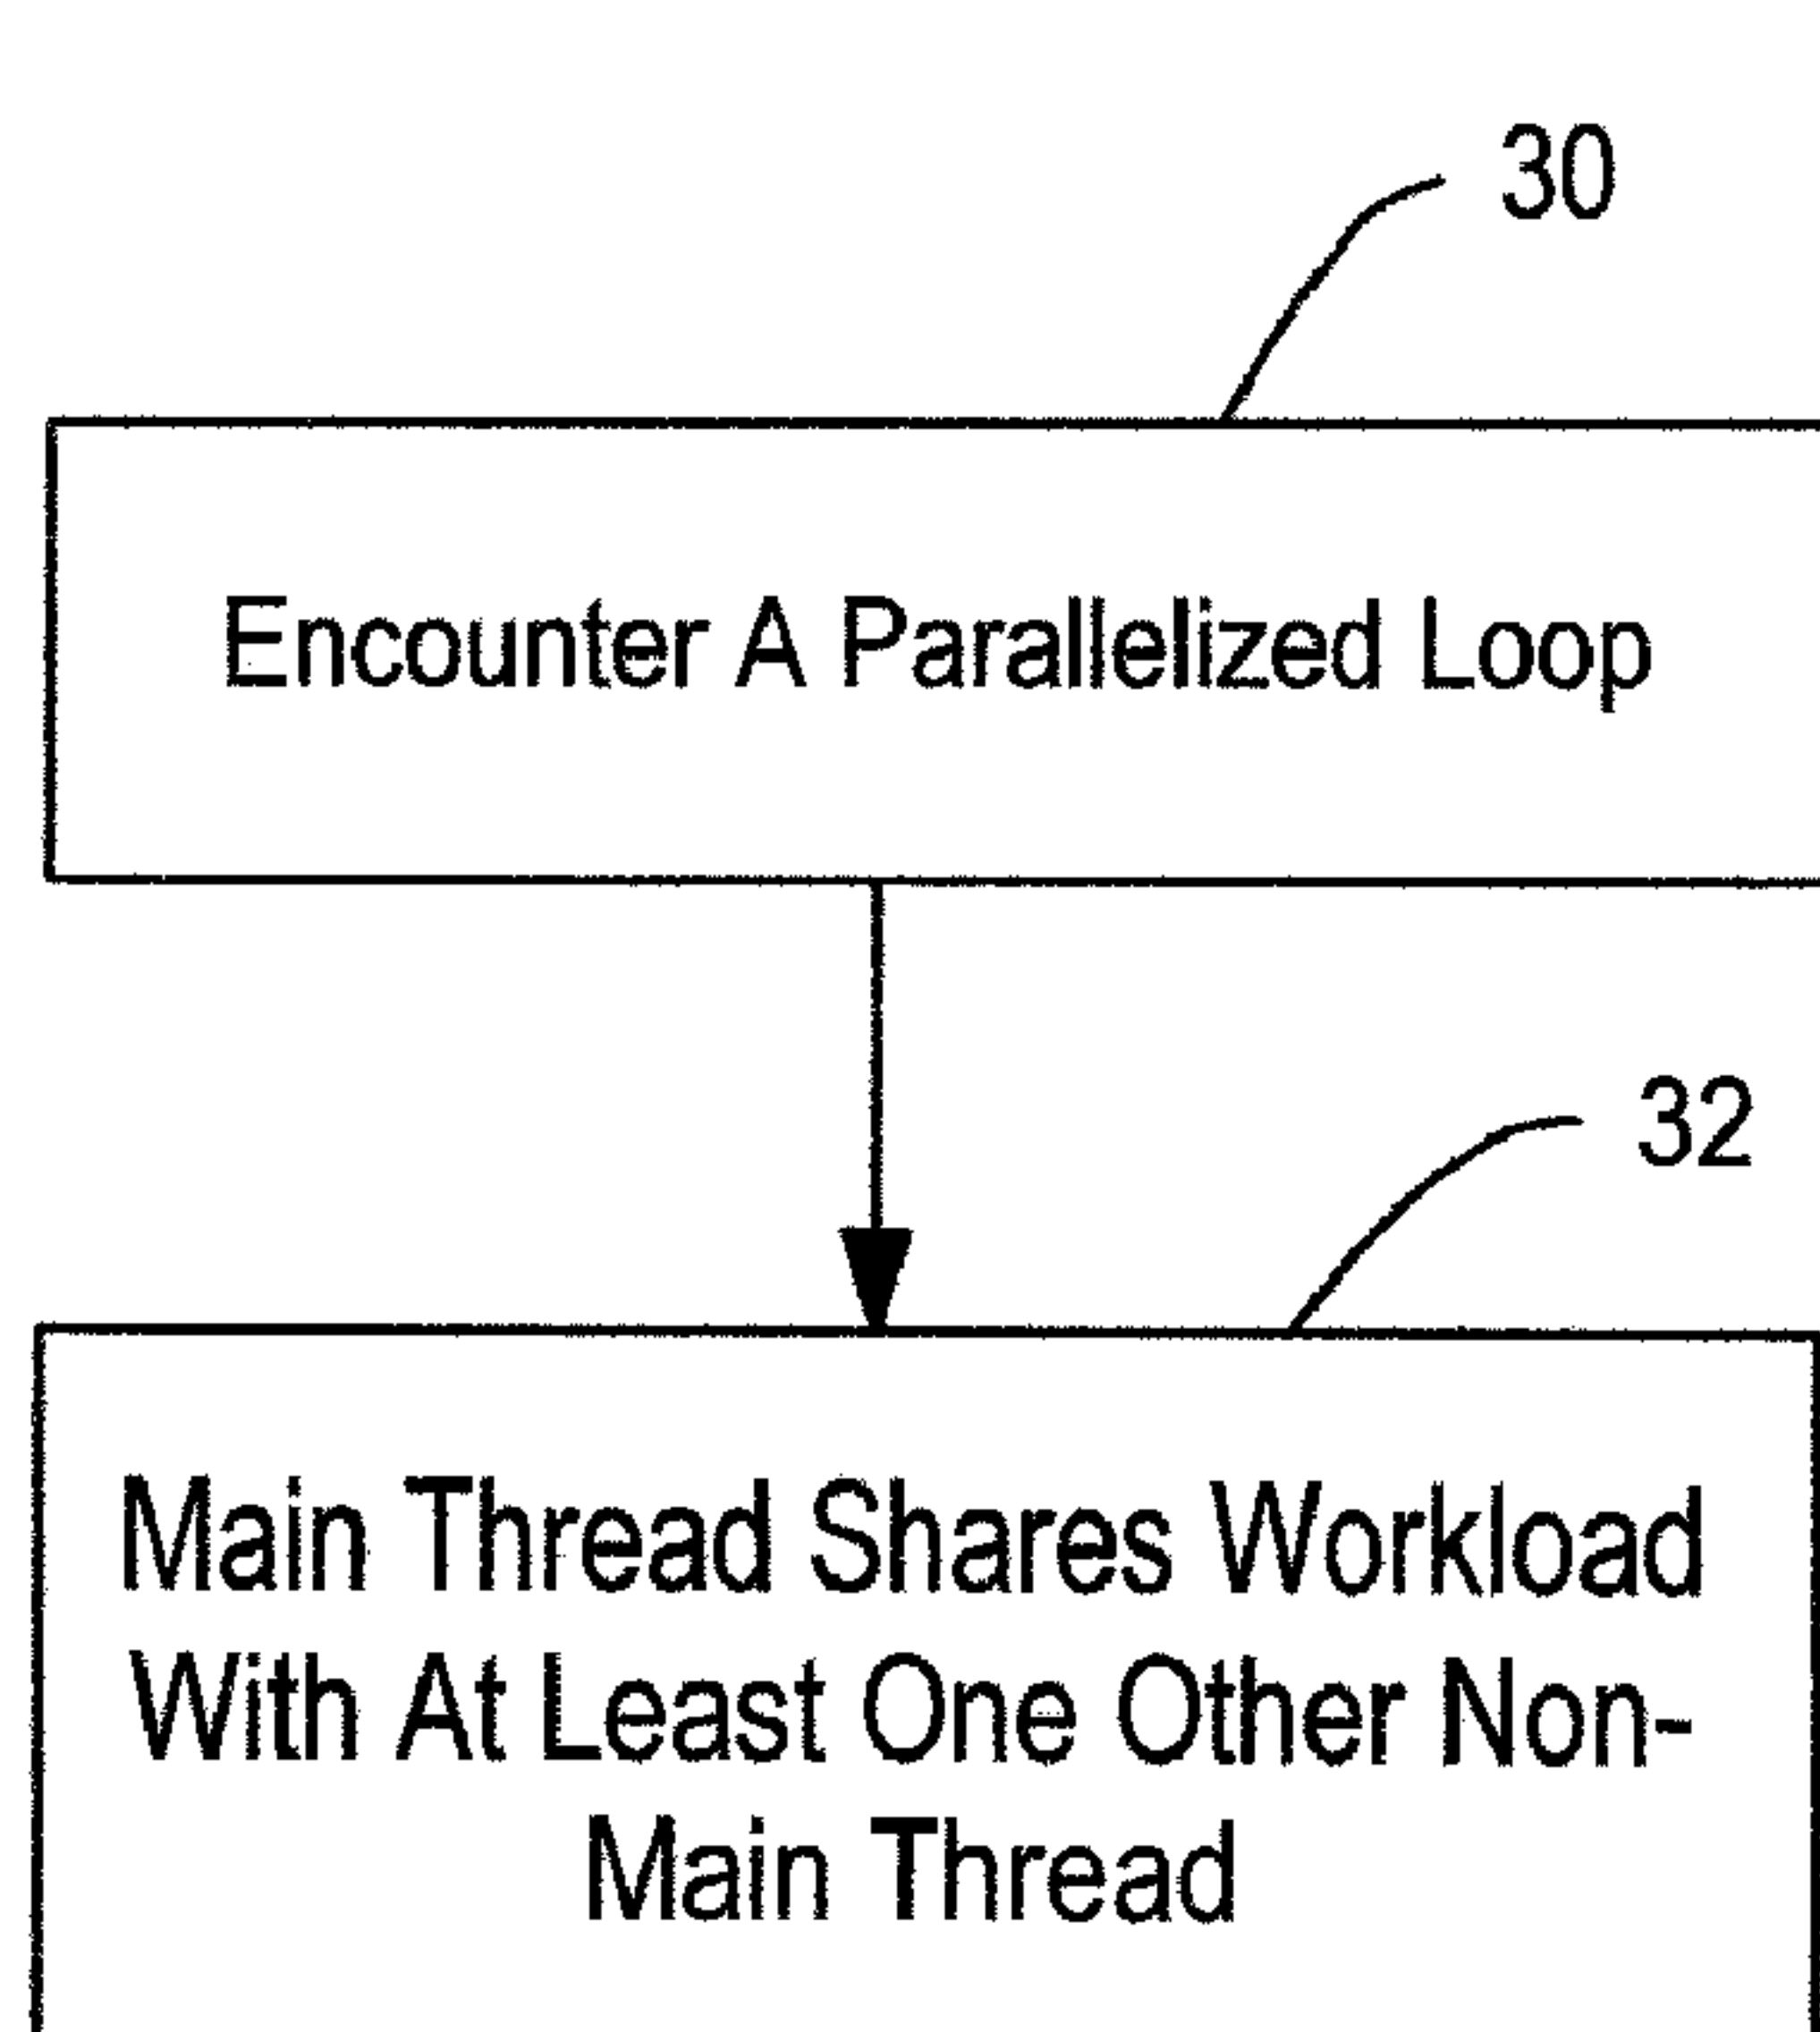 30
Encounter A Parallelized Loop
32
Main Thread Shares Workload
With At Least One Other Non-
Main Thread